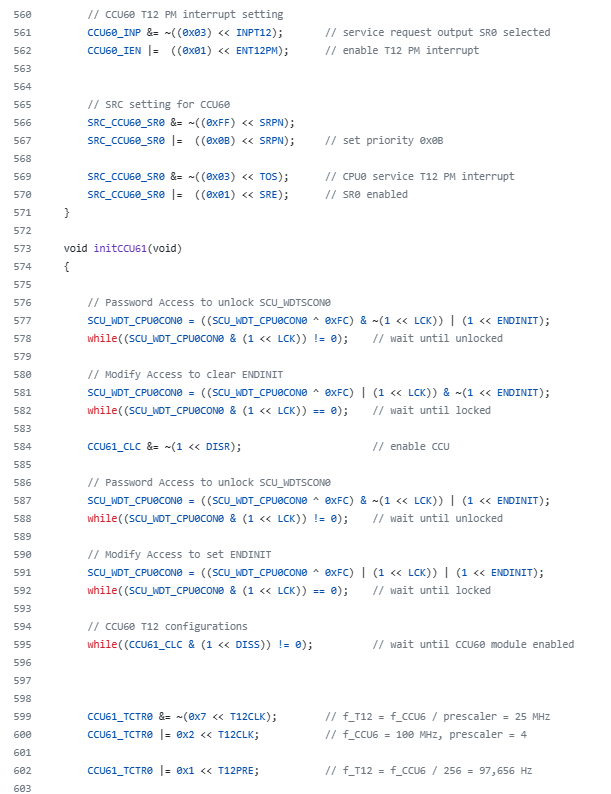 560 // CCU60 T12 PM interrupt setting
561 CCU60_INP &= ~((0x03) << INPT12); // service request output SR0 selected
562 CCU60_IEN |= ((0x01) << ENT12PM); // enable T12 PM interrupt
563
564
565 // SRC setting for CCU60
566 SRC_CCU60_SR0 &= ~((0xFF) << SRPN);
567 SRC_CCU60_SR0 |= ((0x0B) << SRPN); // set priority 0x0B
568
569 SRC_CCU60_SR0 &= ~((0x03) << TOS); // CPU0 service T12 PM interrupt
570 SRC_CCU60_SR0 |= ((0x01) << SRE); // SR0 enabled
571 }
572
573 void initCCU61(void)
574 {
575
576 // Password Access to unlock SCU_WDTSCON0
577 SCU_WDT_CPU0CON0 = ((SCU_WDT_CPU0CON0 ^ 0xFC) & ~(1 << LCK)) | (1 << ENDINIT);
578 while((SCU_WDT_CPU0CON0 & (1 << LCK)) != 0); // wait until unlocked
579
580 // Modify Access to clear ENDINIT
581 SCU_WDT_CPU0CON0 = ((SCU_WDT_CPU0CON0 ^ 0xFC) | (1 << LCK)) & ~(1 << ENDINIT);
582 while((SCU_WDT_CPU0CON0 & (1 << LCK)) == 0); // wait until locked
583
584 CCU61_CLC &= ~(1 << DISR); // enable CCU
585
586 // Password Access to unlock SCU_WDTSCON0
587 SCU_WDT_CPU0CON0 = ((SCU_WDT_CPU0CON0 ^ 0xFC) & ~(1 << LCK)) | (1 << ENDINIT);
588 while((SCU_WDT_CPU0CON0 & (1 << LCK)) != 0); // wait until unlocked
589
590 // Modify Access to set ENDINIT
591 SCU_WDT_CPU0CON0 = ((SCU_WDT_CPU0CON0 ^ 0xFC) | (1 << LCK)) | (1 << ENDINIT);
592 while((SCU_WDT_CPU0CON0 & (1 << LCK)) == 0); // wait until locked
593
594 // CCU60 T12 configurations
595 while((CCU61_CLC & (1 << DISS)) != 0); // wait until CCU60 module enabled
596
597
598
599 CCU61_TCTR0 &= ~(0x7 << T12CLK); // f_T12 = f_CCU6 / prescaler = 25 MHz
600 CCU61_TCTR0 |= 0x2 << T12CLK; // f_CCU6 = 100 MHz, prescaler = 4
601
602 CCU61_TCTR0 |= 0x1 << T12PRE; // f_T12 = f_CCU6 / 256 = 97,656 Hz
603